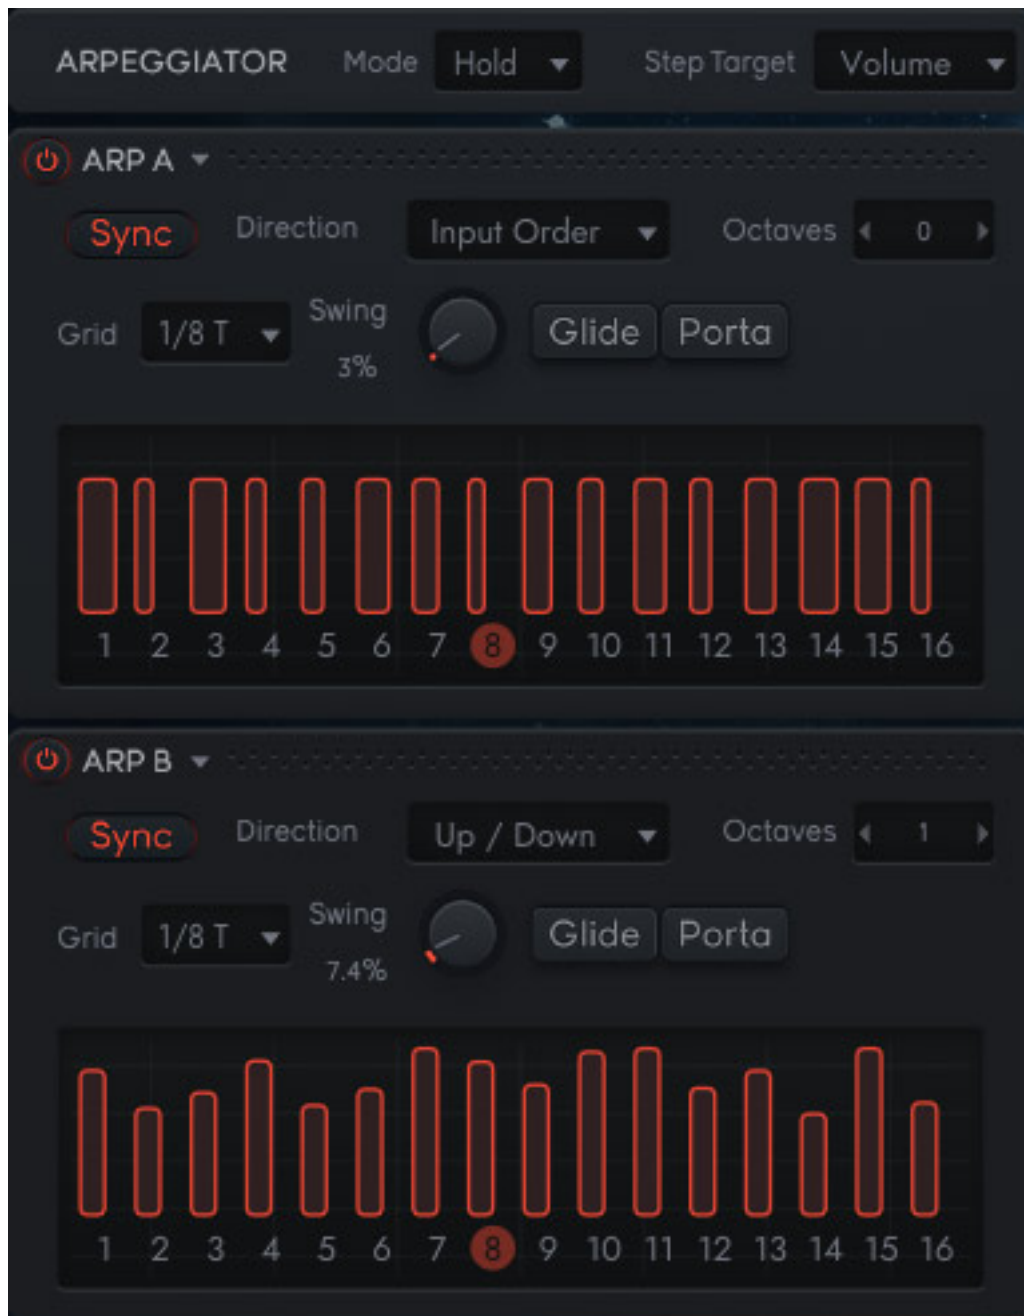 ARPEGGIATOR Mode Hold Step Target Volume
ARP A
Sync Direction Input Order Octaves 0
Grid 1/8 T Swing 3% Glide Porta
1 2 3 4 5 6 7 8 9 10 11 12 13 14 15 16
ARP B
Sync Direction Up / Down Octaves 1
Grid 1/8 T Swing 7.4% Glide Porta
1 2 3 4 5 6 7 8 9 10 11 12 13 14 15 16